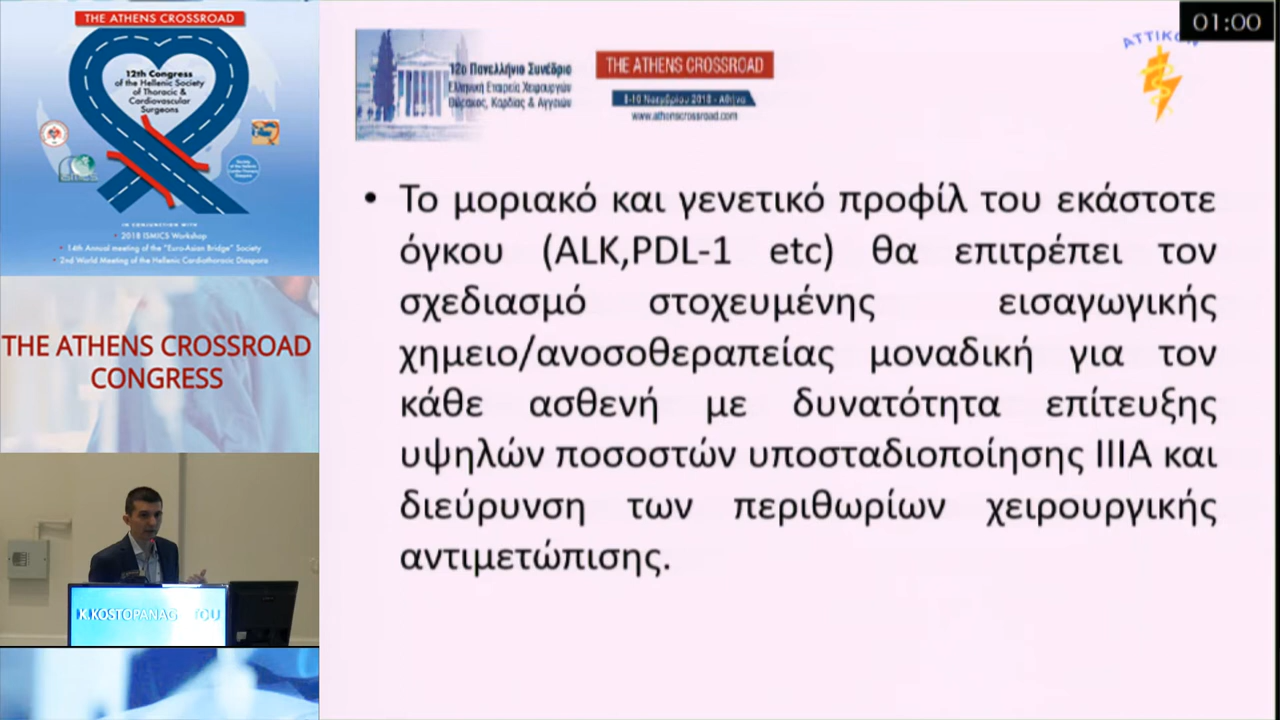 THE ATHENS CROSSROAD
12th Congress
of the Hellenic Society
of Thoracic &
Cardiovascular
Surgeons
IN CONJUNCTION WITH
• 2018 ISMICS Workshop
• 14th Annual meeting of the "Euro-Asian Bridge" Society
• 2nd World Meeting of the Hellenic Cardiothoracic Diaspora
THE ATHENS CROSSROAD
CONGRESS
K.KOSTOPANAG
01:00
ΑΤΤΙΚΟΝ
12ο Πανελλήνιο Συνέδριο
Ελληνική Εταιρεία Χειρουργών
Θώρακος, Καρδιάς & Αγγείων
THE ATHENS CROSSROAD
8-10 Νοεμβρίου 2018 - Αθήνα
www.athenscrossroad.com
• Το μοριακό και γενετικό προφίλ του εκάστοτε
όγκου (ALK,PDL-1 etc) θα επιτρέπει τον
σχεδιασμό στοχευμένης εισαγωγικής
χημειο/ανοσοθεραπείας μοναδική για τον
κάθε ασθενή με δυνατότητα επίτευξης
υψηλών ποσοστών υποσταδιοποίησης ΙΙΙΑ και
διεύρυνση των περιθωρίων χειρουργικής
αντιμετώπισης.